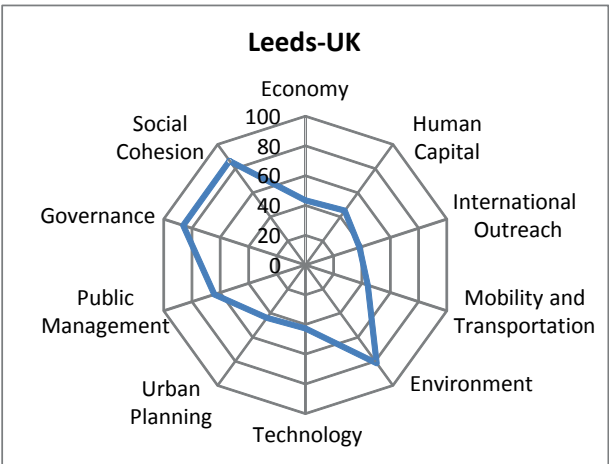 Leeds-UK
Economy
Human
Capital
International
Outreach
Mobility and
Transportation
Environment
Technology
Urban
Planning
Public
Management
Governance
Social
Cohesion
100
80
60
40
20
0